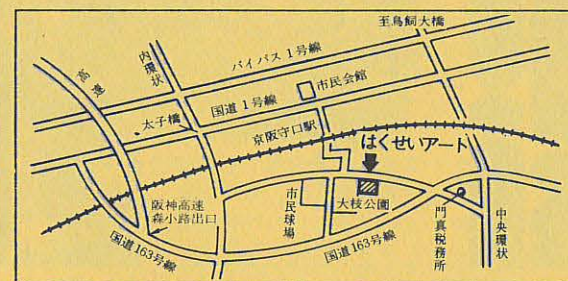 至鳥飼大橋
バイパス1号線
内環状
高速
市民会館
国道1号線
太子橋
京阪守口駅
はくせいアート
阪神高速
森小路出口
市民球場
大枝公園
国道163号線
国道163号線
門真税務所
中央環状